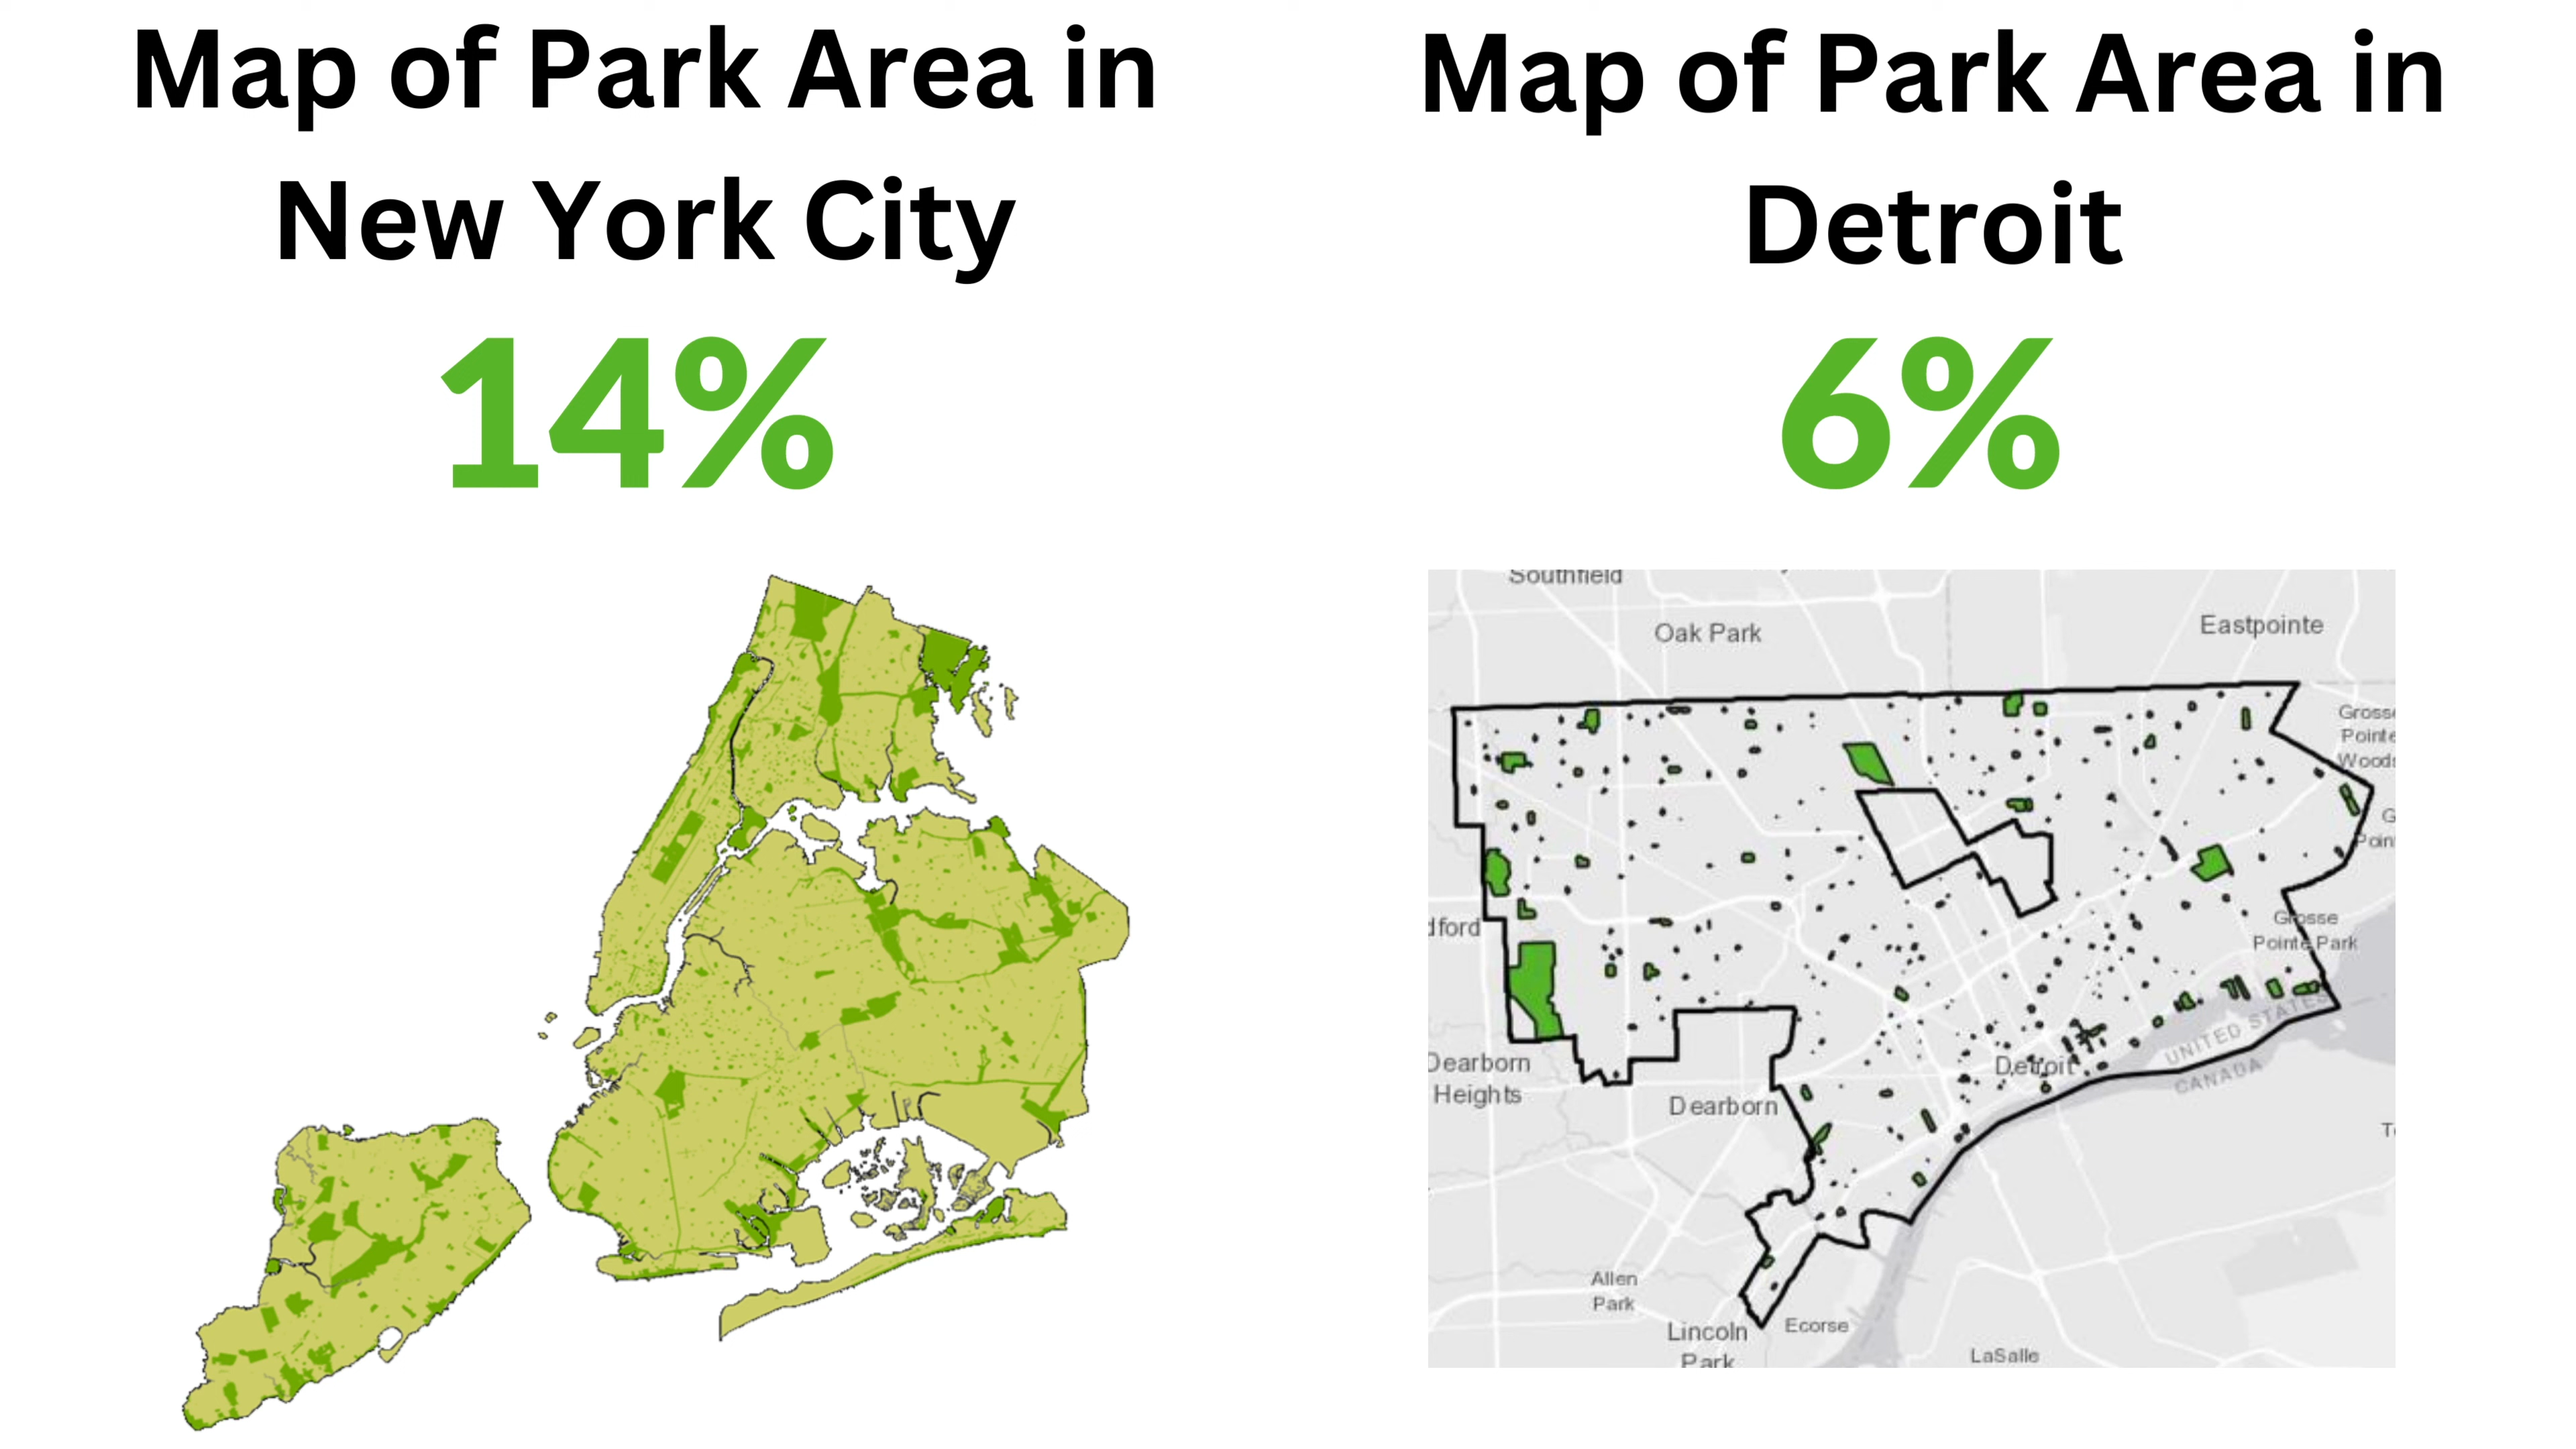 Map of Park Area in
New York City
14%
Map of Park Area in
Detroit
6%
Southfield
Oak Park
Eastpointe
Grosse
Pointe
Woods
Grosse
Pointe Park
Dearborn
Heights
Dearborn
Detroit
UNITED STATES
CANADA
Allen
Park
Lincoln
Park
Ecorse
LaSalle